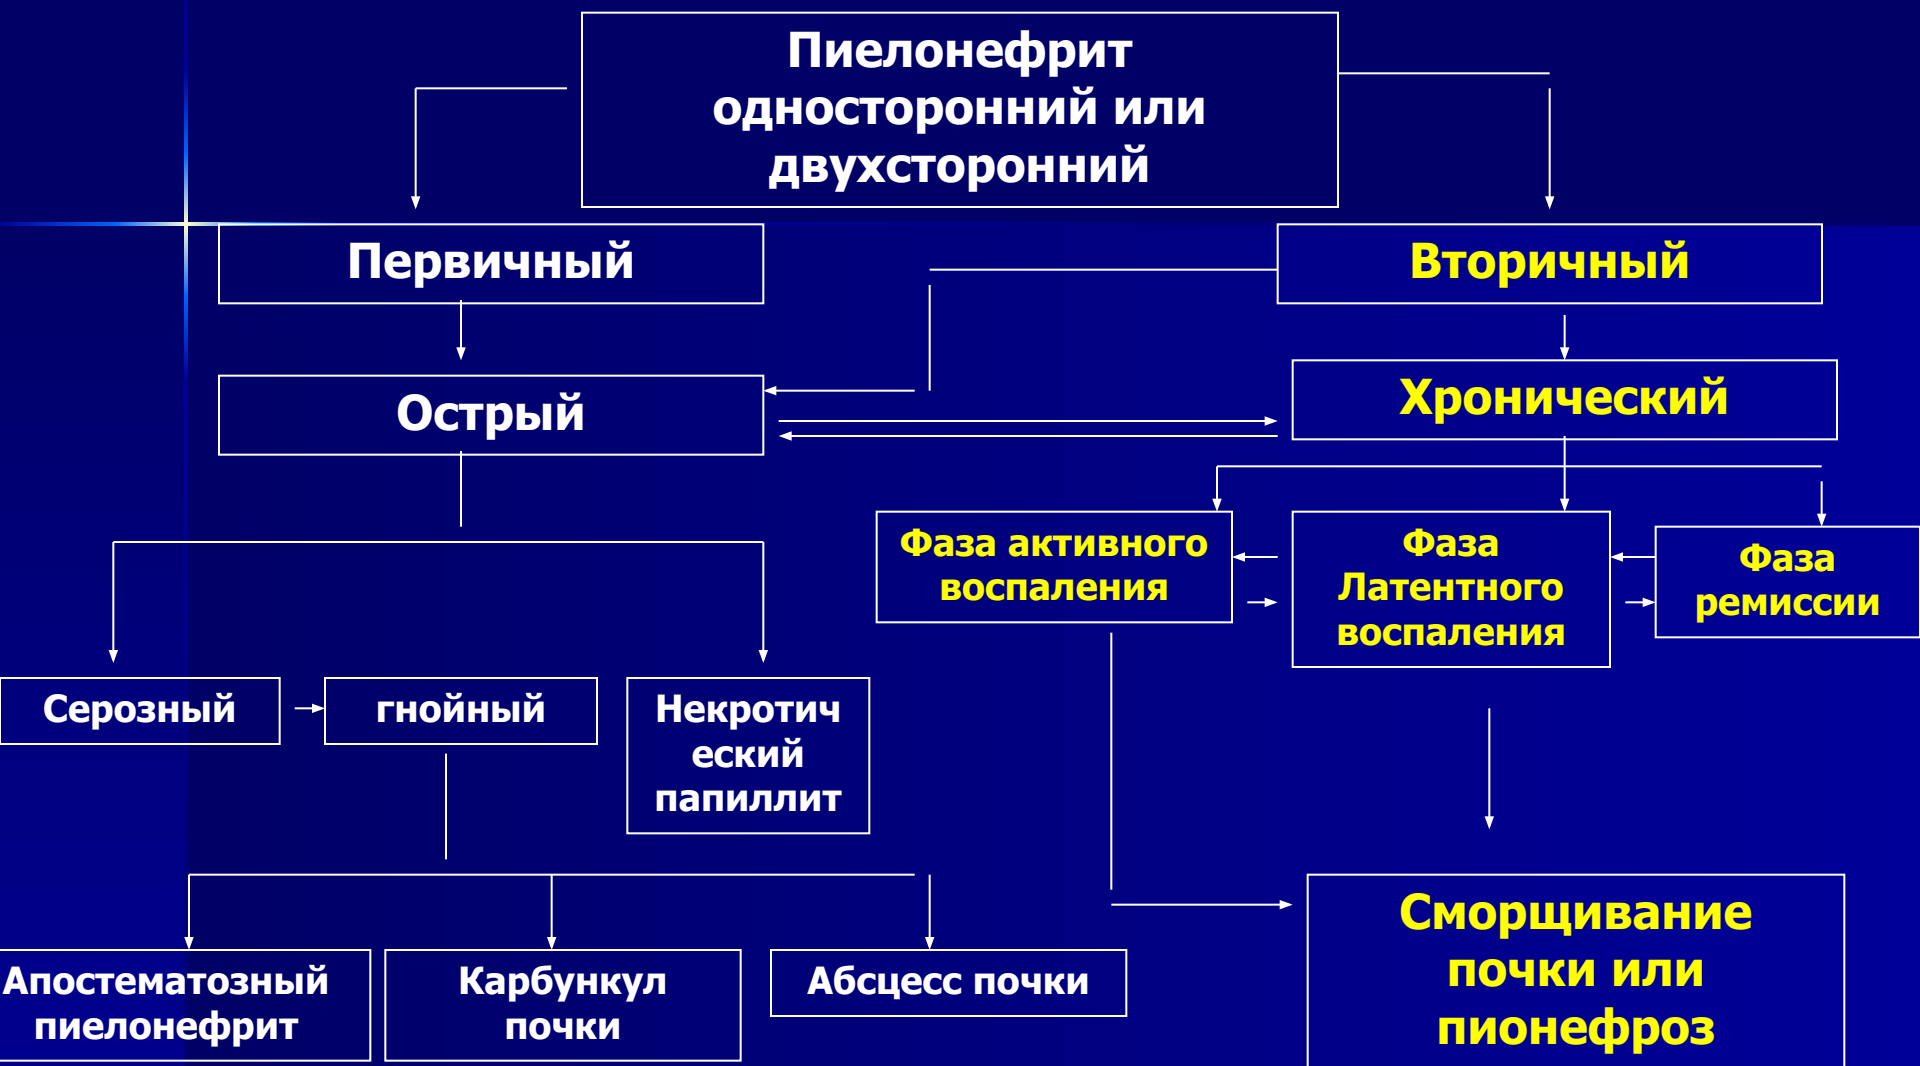 Пиелонефрит
односторонний или
двухсторонний
Первичный
Вторичный
Острый
Хронический
Фаза активного
воспаления
Фаза
Латентного
воспаления
Фаза
ремиссии
Серозный
гнойный
Некротич
еский
папиллит
Апостематозный
пиелонефрит
Карбункул
почки
Абсцесс почки
Сморщивание
почки или
пионефроз